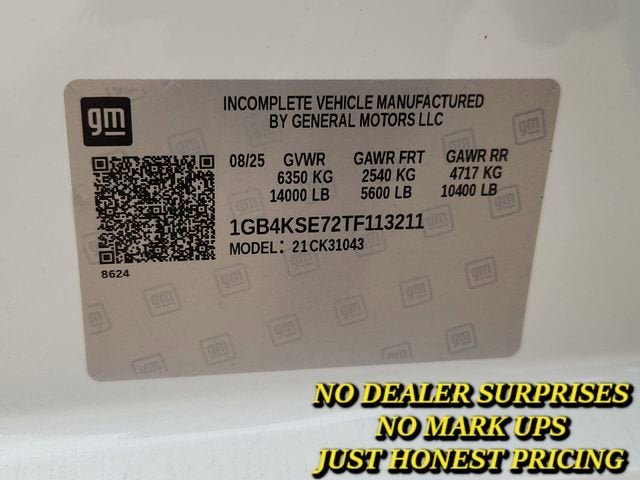 gm
INCOMPLETE VEHICLE MANUFACTURED
BY GENERAL MOTORS LLC
08/25 GVWR GAWR FRT GAWR RR
6350 KG 2540 KG 4717 KG
14000 LB 5600 LB 10400 LB
1GB4KSE72TF113211
MODEL: 21CK31043
8624
NO DEALER SURPRISES
NO MARK UPS
JUST HONEST PRICING